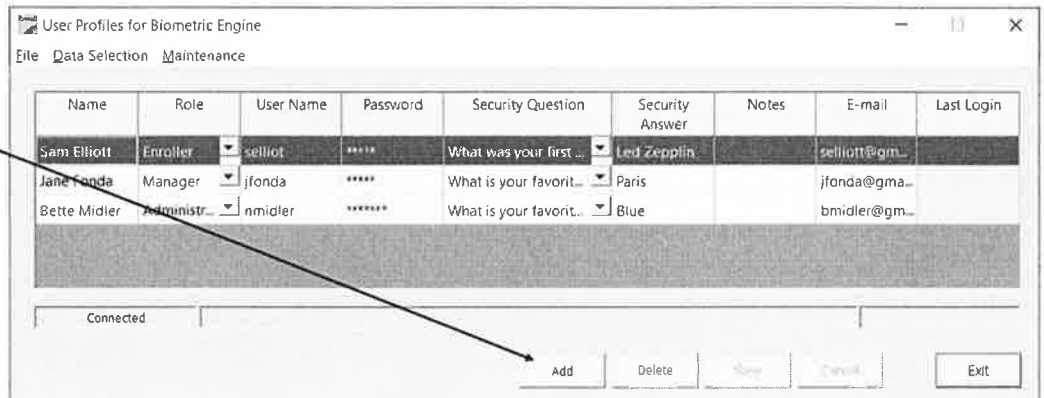 User Profiles for Biometric Engine
File Data Selection Maintenance
Name Role User Name Password Security Question Security Answer Notes E-mail Last Login
Sam Elliott Enroller selliot ***** What was your first ... Led Zepplin selliott@gm...
Jane Fonda Manager jfonda ***** What is your favorit... Paris jfonda@gma...
Bette Midler Administr... nmidler ******* What is your favorit... Blue bmidler@gm...
Connected
Add Delete Save Cancel Exit